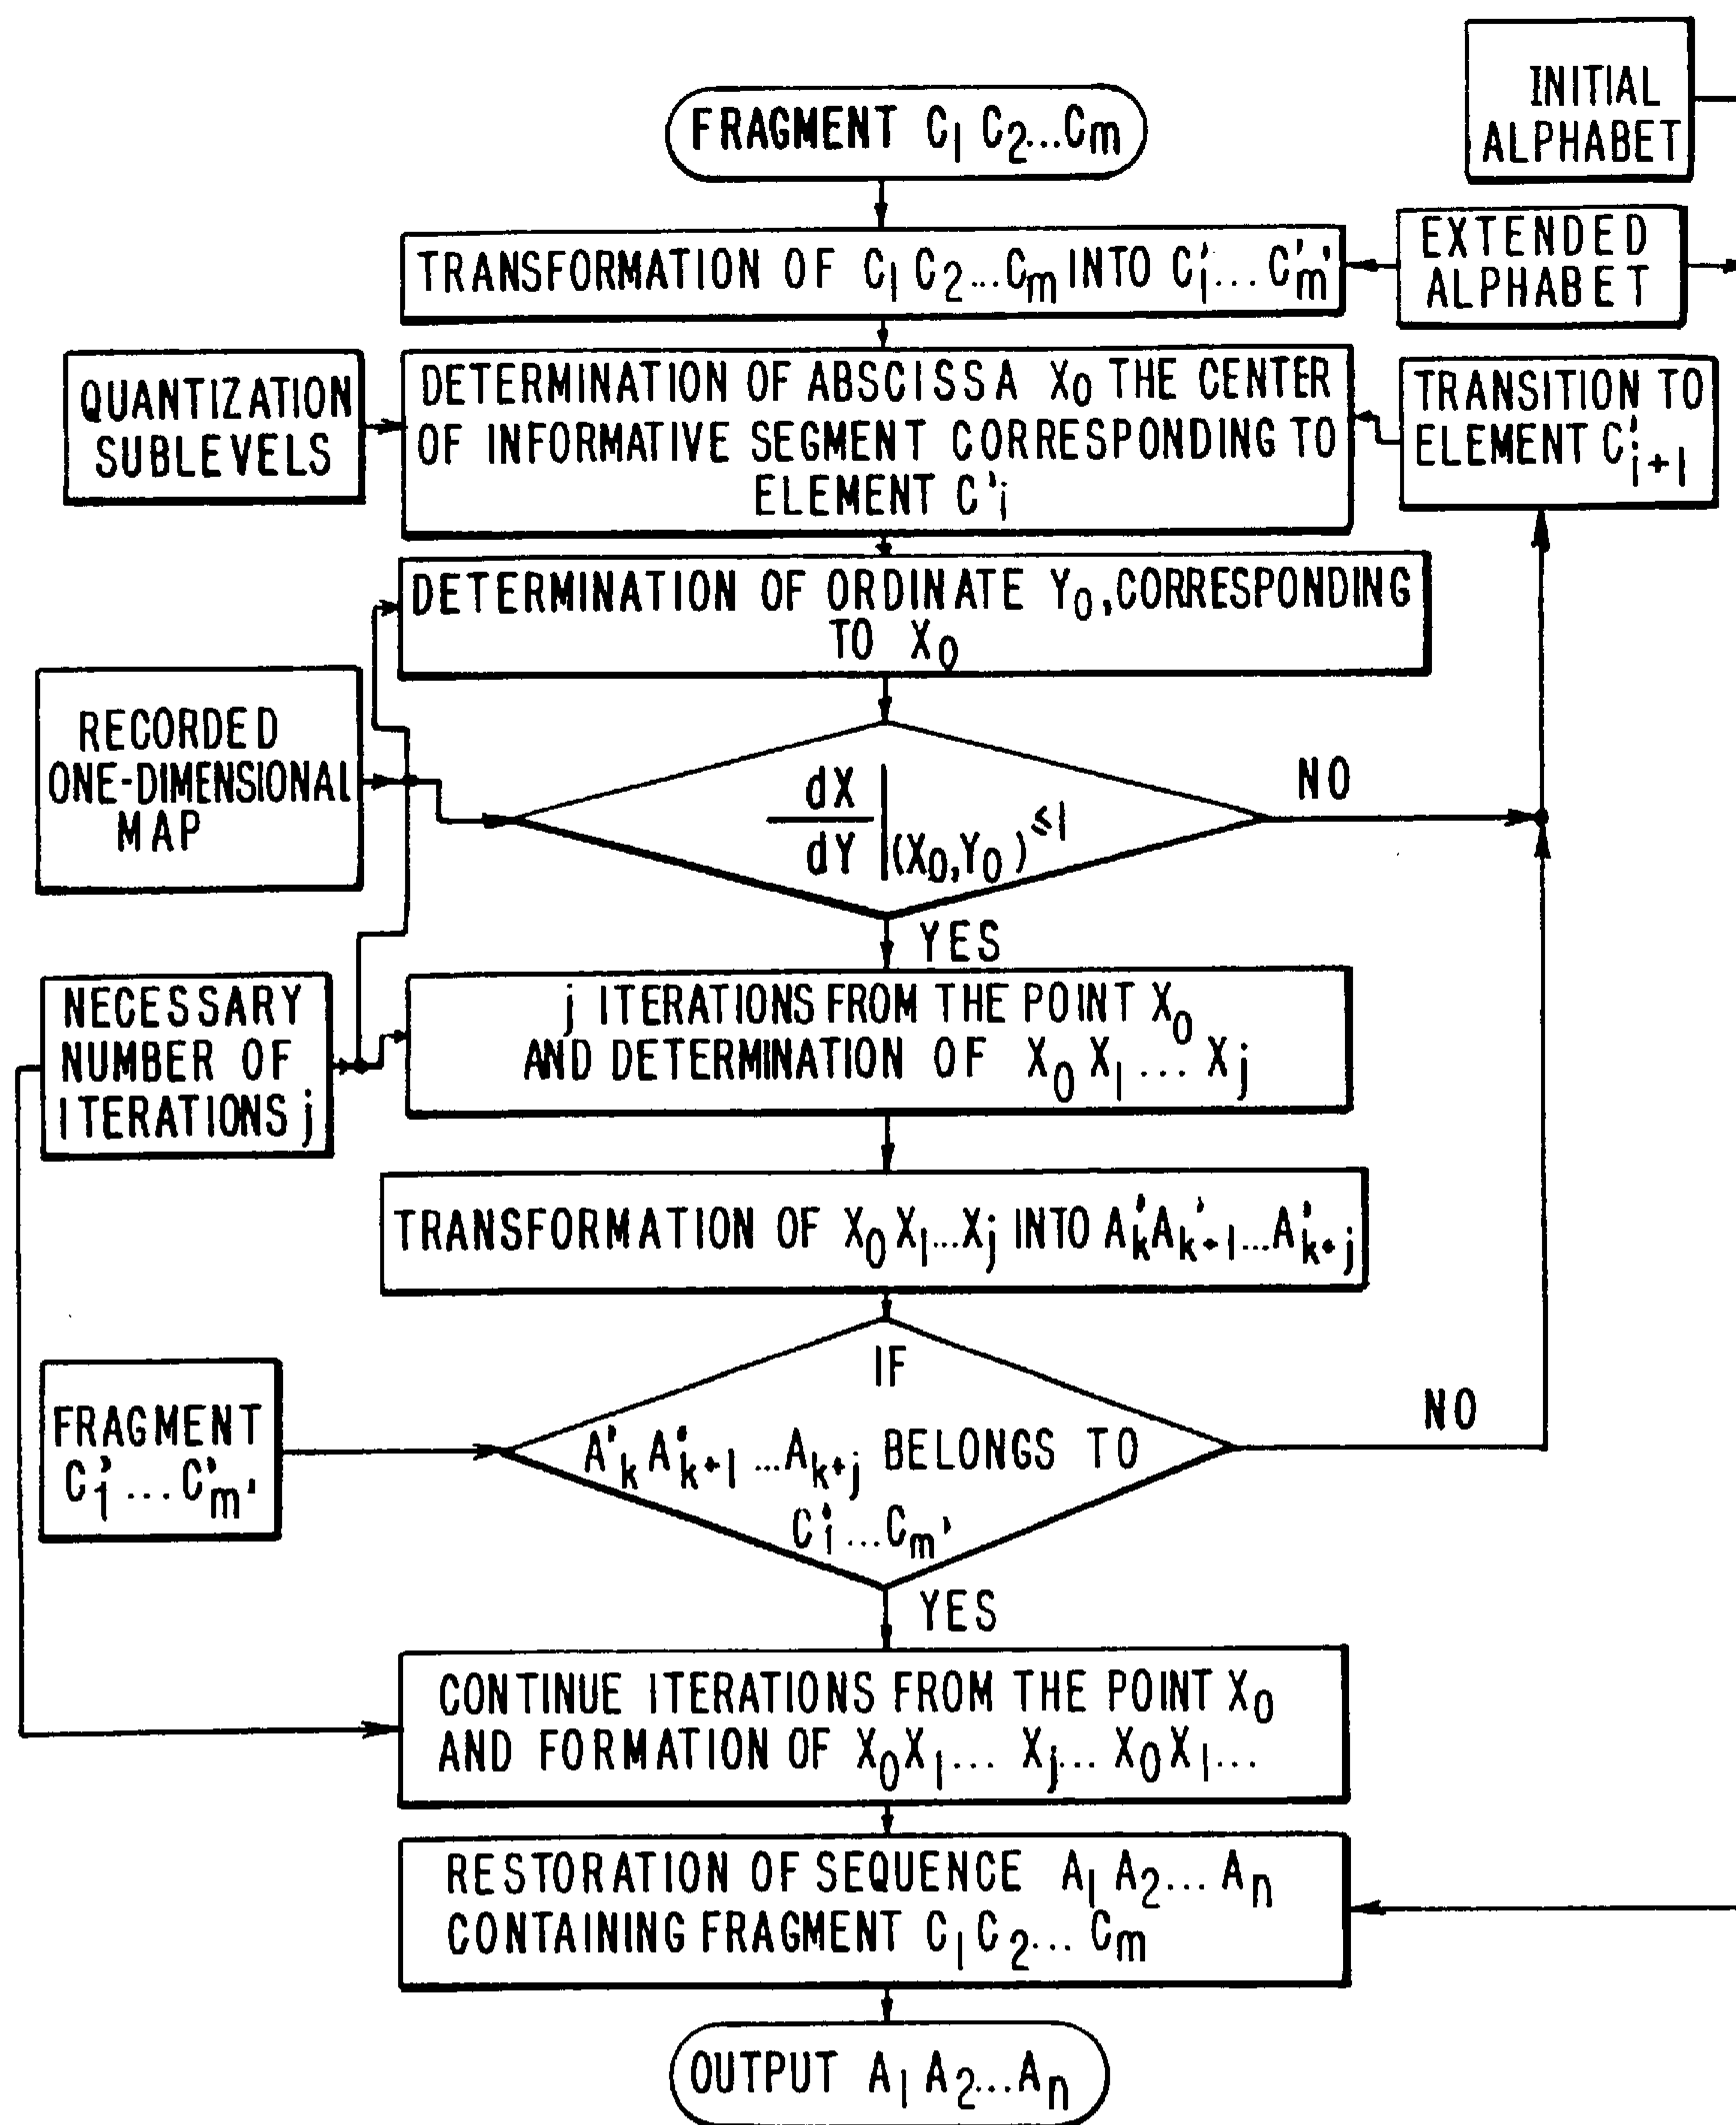 INITIAL
ALPHABET
FRAGMENT C₁ C₂...Cₘ
TRANSFORMATION OF C₁ C₂...Cₘ INTO C'₁...C'ₘ'
EXTENDED
ALPHABET
QUANTIZATION
SUBLEVELS
DETERMINATION OF ABSCISSA X₀ THE CENTER
OF INFORMATIVE SEGMENT CORRESPONDING TO
ELEMENT C'ᵢ
TRANSITION TO
ELEMENT C'ᵢ₊₁
DETERMINATION OF ORDINATE Y₀, CORRESPONDING
TO X₀
RECORDED
ONE-DIMENSIONAL
MAP
dX
dY |(X₀,Y₀) ≤1
NO
YES
NECESSARY
NUMBER OF
ITERATIONS j
j ITERATIONS FROM THE POINT X₀
AND DETERMINATION OF X₀ X₁ ... Xⱼ
TRANSFORMATION OF X₀ X₁...Xⱼ INTO A'ₖA'ₖ₊₁...A'ₖ₊ⱼ
FRAGMENT
C'₁...C'ₘ'
IF
A'ₖ A'ₖ₊₁ ...Aₖ₊ⱼ BELONGS TO
C'₁...Cₘ'
NO
YES
CONTINUE ITERATIONS FROM THE POINT X₀
AND FORMATION OF X₀X₁... Xⱼ... X₀X₁...
RESTORATION OF SEQUENCE A₁ A₂... Aₙ
CONTAINING FRAGMENT C₁ C₂... Cₘ
OUTPUT A₁ A₂...Aₙ